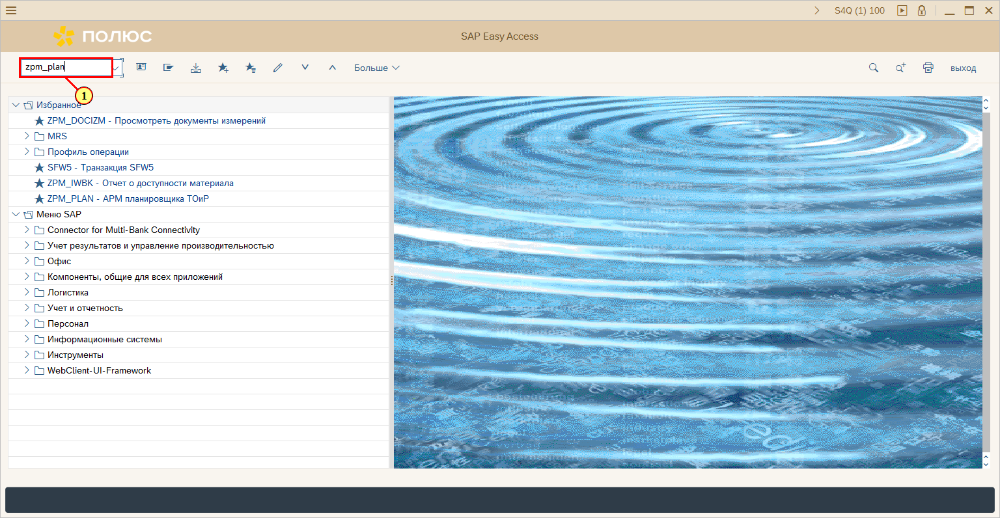 S4Q (1) 100
ПОЛЮС
SAP Easy Access
zpm_plan
Больше
выход
1
Избранное
ZPM_DOCIZM - Просмотреть документы измерений
MRS
Профиль операции
SFW5 - Транзакция SFW5
ZPM_IWBK - Отчет о доступности материала
ZPM_PLAN - АРМ планировщика ТОиР
Меню SAP
Connector for Multi-Bank Connectivity
Учет результатов и управление производительностью
Офис
Компоненты, общие для всех приложений
Логистика
Учет и отчетность
Персонал
Информационные системы
Инструменты
WebClient-UI-Framework